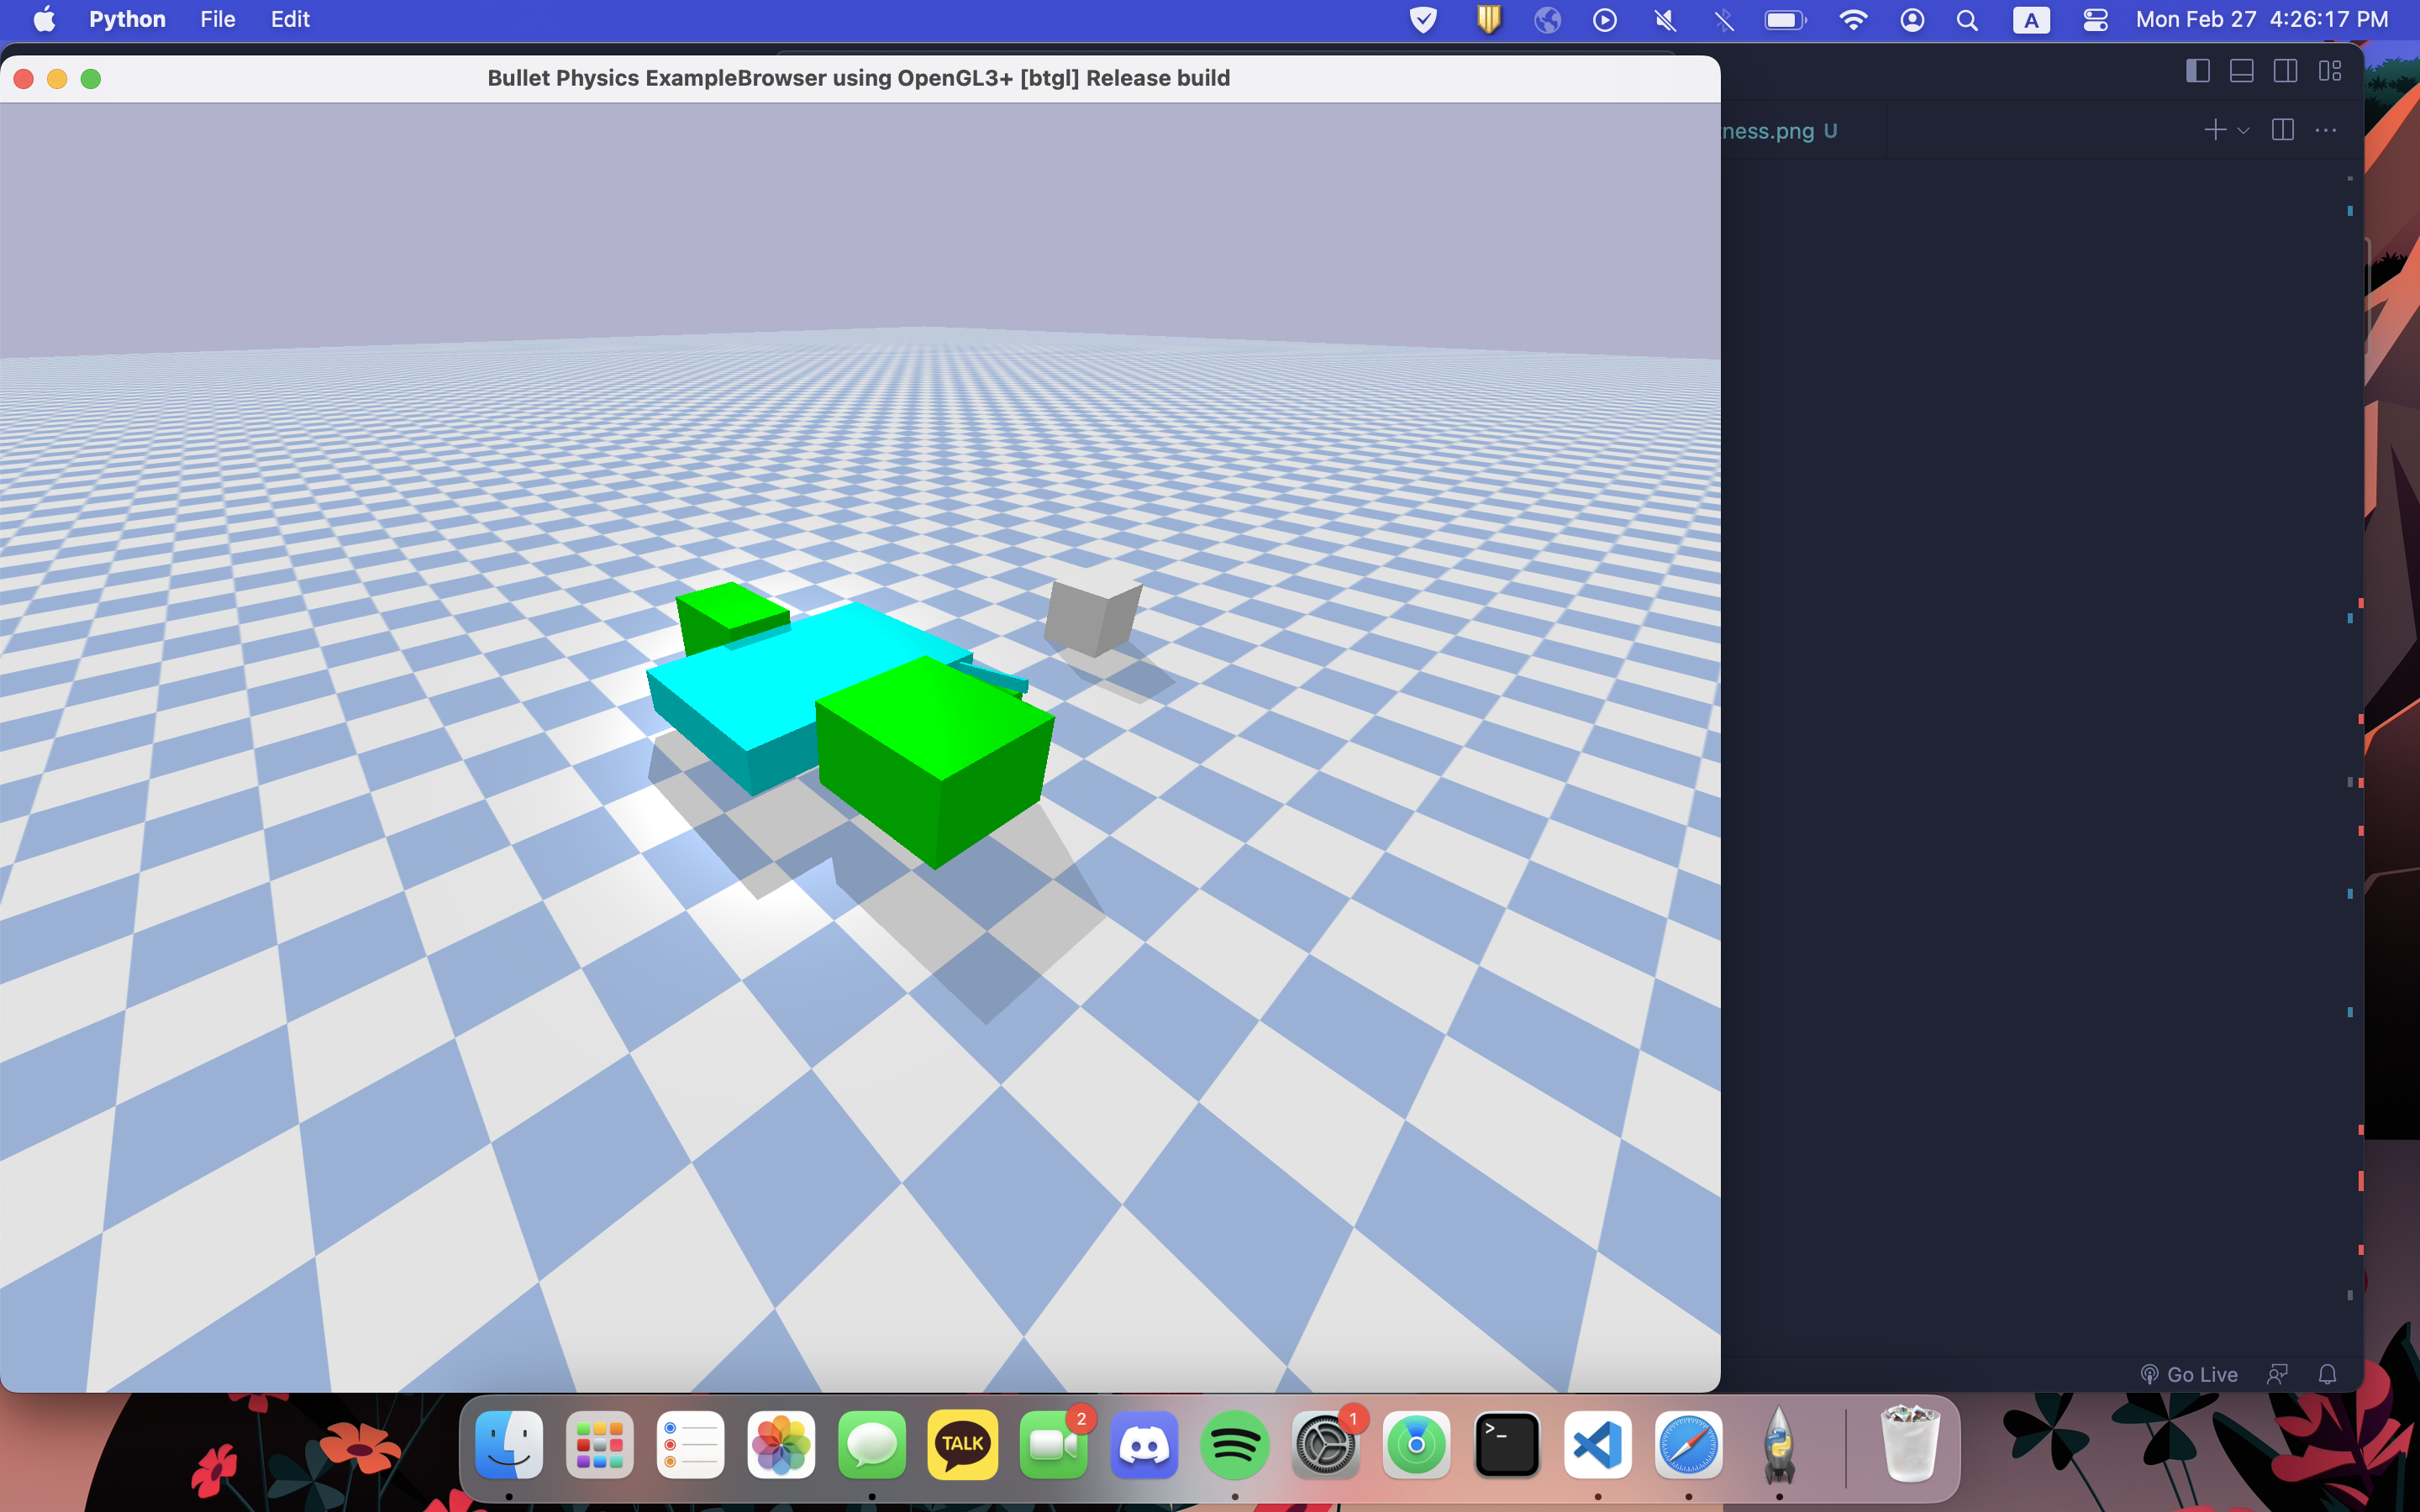 Python File Edit A Mon Feb 27 4:26:17 PM
Bullet Physics ExampleBrowser using OpenGL3+ [btgl] Release build
ness.png U
Go Live
TALK
2
1
>_